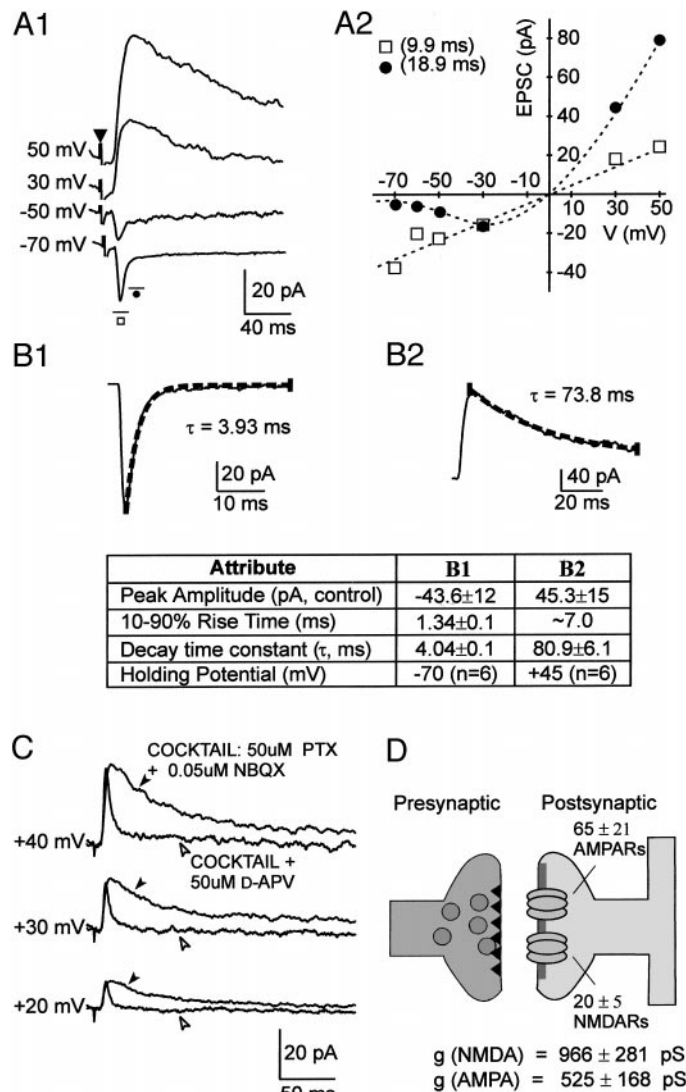 A1
50 mV
30 mV
-50 mV
-70 mV
20 pA
40 ms
A2
(9.9 ms)
(18.9 ms)
EPSC (pA)
80
60
40
20
-70 -50 -30 -10
10 30 50
-20
V (mV)
-40
B1
τ = 3.93 ms
20 pA
10 ms
B2
τ = 73.8 ms
40 pA
20 ms
Attribute B1 B2
Peak Amplitude (pA, control) -43.6±12 45.3±15
10-90% Rise Time (ms) 1.34±0.1 ~7.0
Decay time constant (τ, ms) 4.04±0.1 80.9±6.1
Holding Potential (mV) -70 (n=6) +45 (n=6)
C
COCKTAIL: 50uM PTX
+ 0.05uM NBQX
+40 mV
COCKTAIL +
50uM D-APV
+30 mV
+20 mV
20 pA
50 ms
D
Presynaptic Postsynaptic
65 ± 21
AMPARs
20 ± 5
NMDARs
g (NMDA) = 966 ± 281 pS
g (AMPA) = 525 ± 168 pS